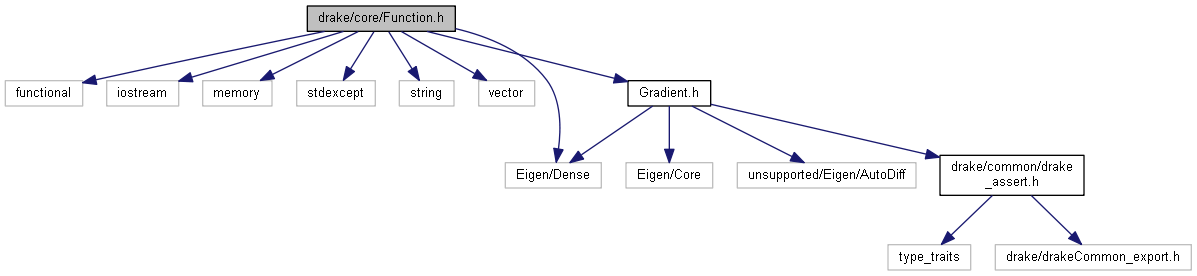 drake/core/Function.h
functional
iostream
memory
stdexcept
string
vector
Gradient.h
Eigen/Dense
Eigen/Core
unsupported/Eigen/AutoDiff
drake/common/drake
_assert.h
type_traits
drake/drakeCommon_export.h